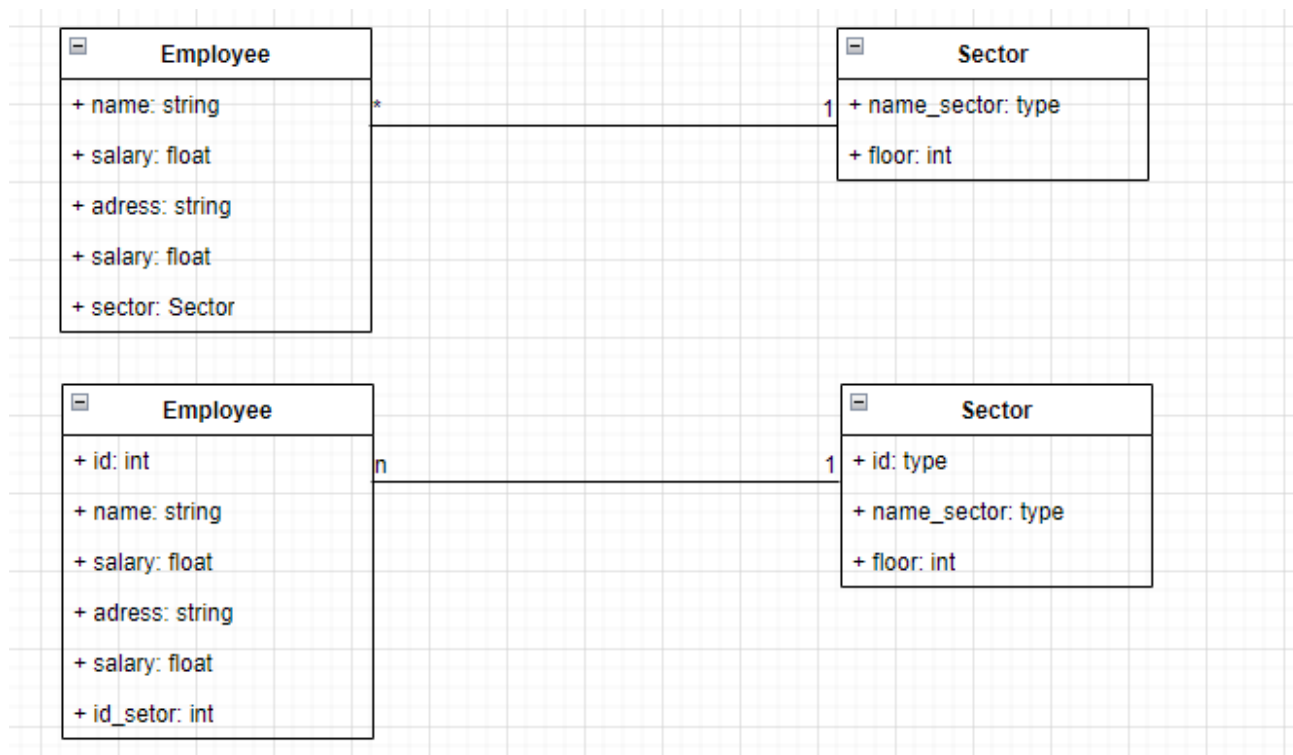 Employee
+ name: string
+ salary: float
+ adress: string
+ salary: float
+ sector: Sector
*
1
Sector
+ name_sector: type
+ floor: int
Employee
+ id: int
+ name: string
+ salary: float
+ adress: string
+ salary: float
+ id_setor: int
n
1
Sector
+ id: type
+ name_sector: type
+ floor: int